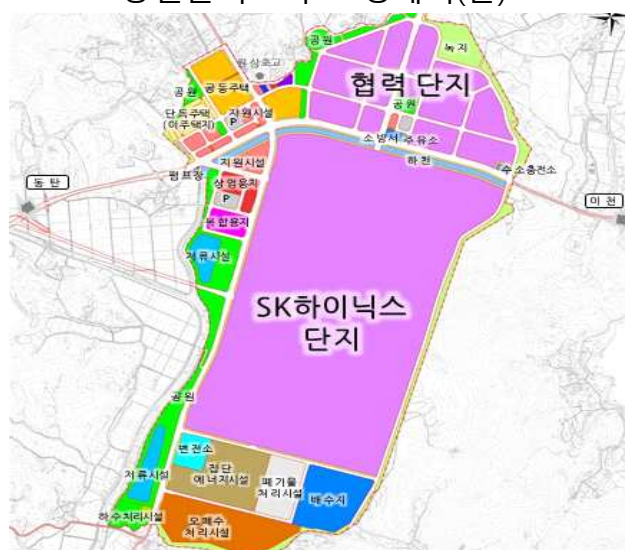 공원
녹지
원삼초교
협력 단지
공동주택
공원
단독주택
(이주택지)
지원시설
P
공원
소방서
주유소
하천
수소충전소
지원시설
펌프장
동 탄
이 천
상업용지
P
복합용지
저류시설
SK하이닉스
단지
공원
변전소
집단
에너지시설
폐기물
처리시설
배수지
저류시설
하수처리시설
오폐수
처리시설